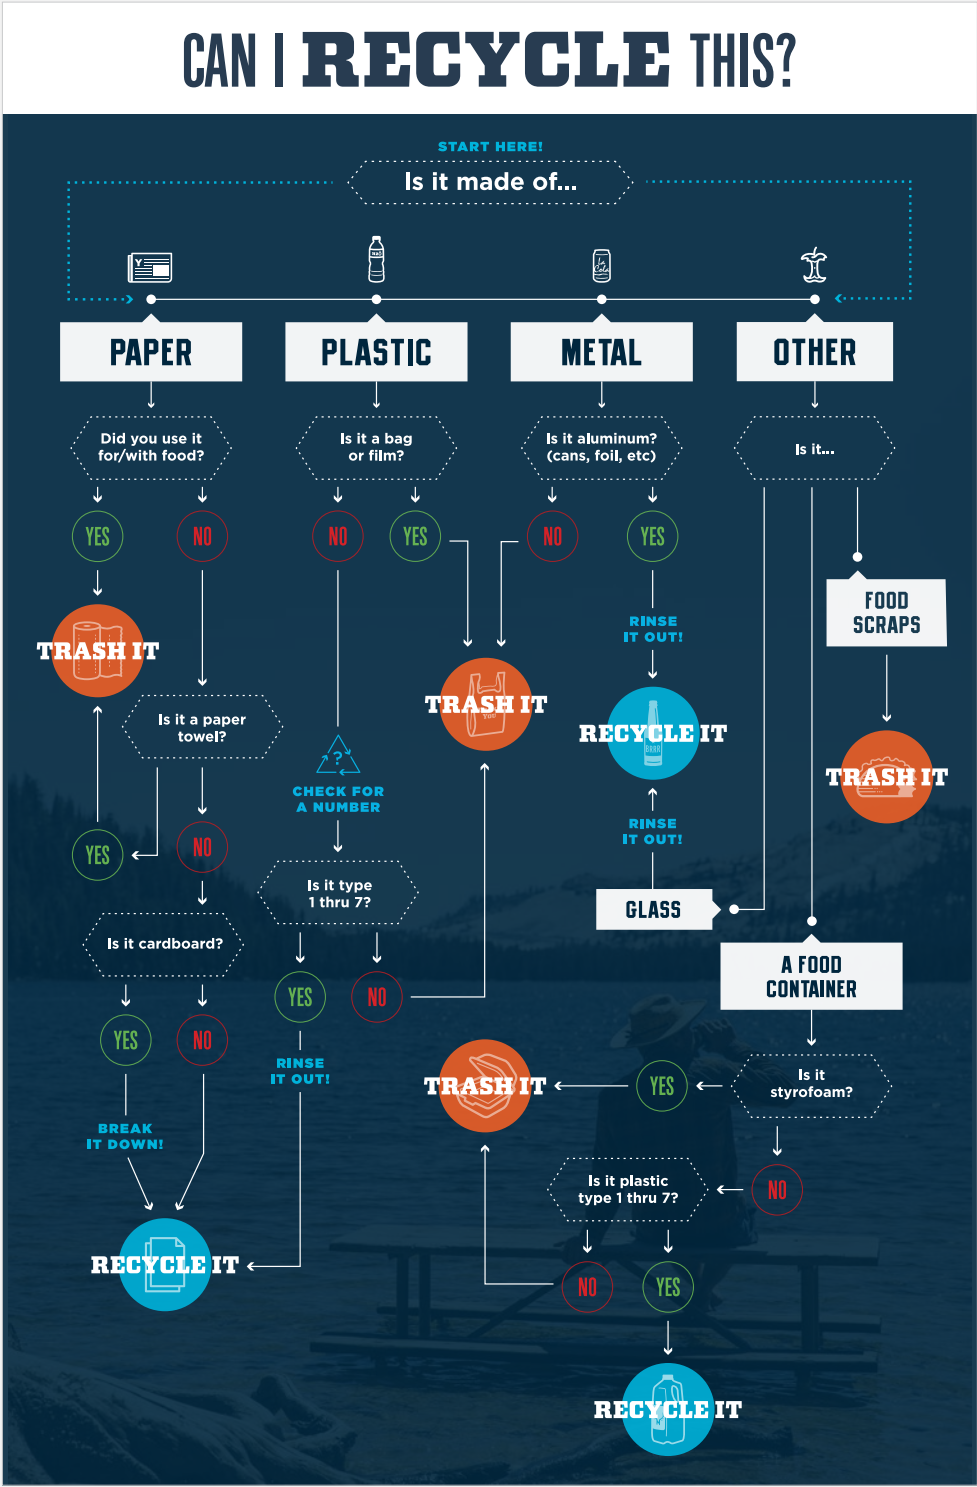 CAN I RECYCLE THIS?
START HERE!
Is it made of...
Y
La
Cola
PAPER
PLASTIC
METAL
OTHER
Did you use it
for/with food?
Is it a bag
or film?
Is it aluminum?
(cans, foil, etc)
Is it...
YES
NO
NO
YES
NO
YES
FOOD
SCRAPS
RINSE
IT OUT!
TRASH IT
TRASH IT
YOU
RECYCLE IT
BRRR
Is it a paper
towel?
?
CHECK FOR
A NUMBER
TRASH IT
RINSE
IT OUT!
YES
NO
Is it type
1 thru 7?
GLASS
Is it cardboard?
A FOOD
CONTAINER
YES
NO
YES
NO
RINSE
IT OUT!
TRASH IT
YES
Is it
styrofoam?
BREAK
IT DOWN!
Is it plastic
type 1 thru 7?
NO
RECYCLE IT
NO
YES
RECYCLE IT